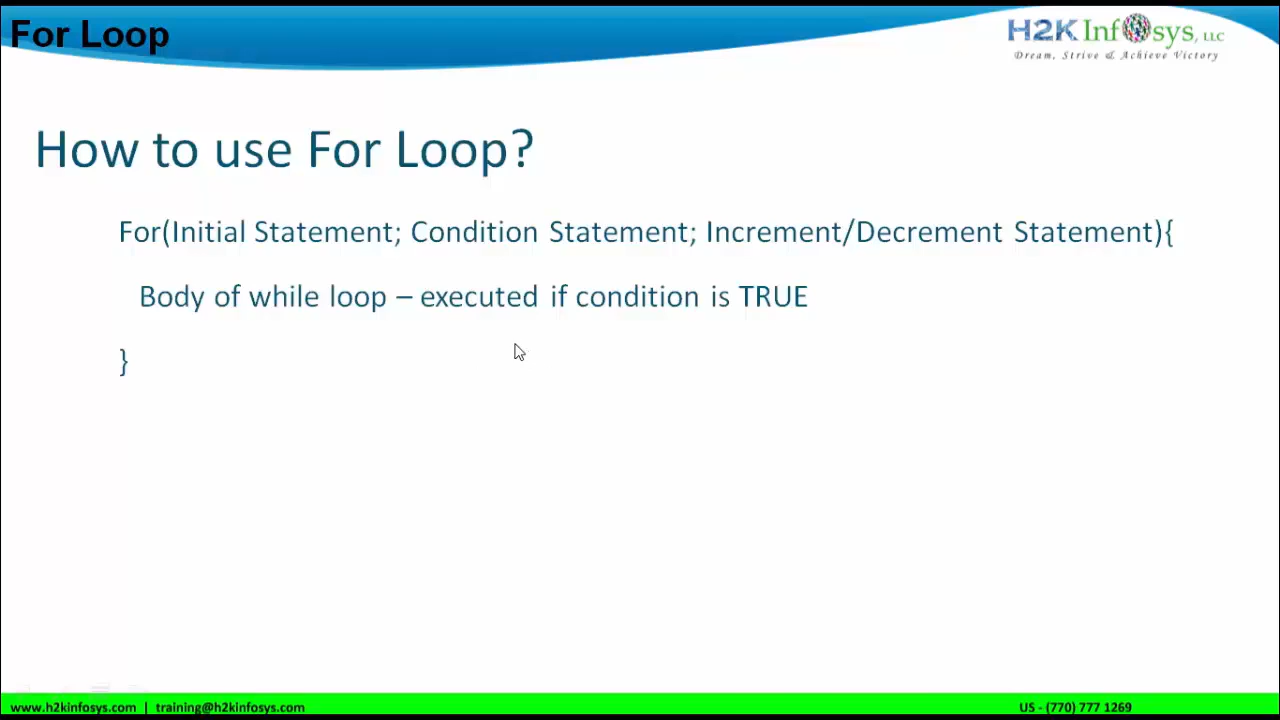 For Loop
H2K Infosys, LLC
Dream, Strive & Achieve Victory
How to use For Loop?
For(Initial Statement; Condition Statement; Increment/Decrement Statement){
Body of while loop – executed if condition is TRUE
}
www.h2kinfosys.com | training@h2kinfosys.com
US - (770) 777 1269